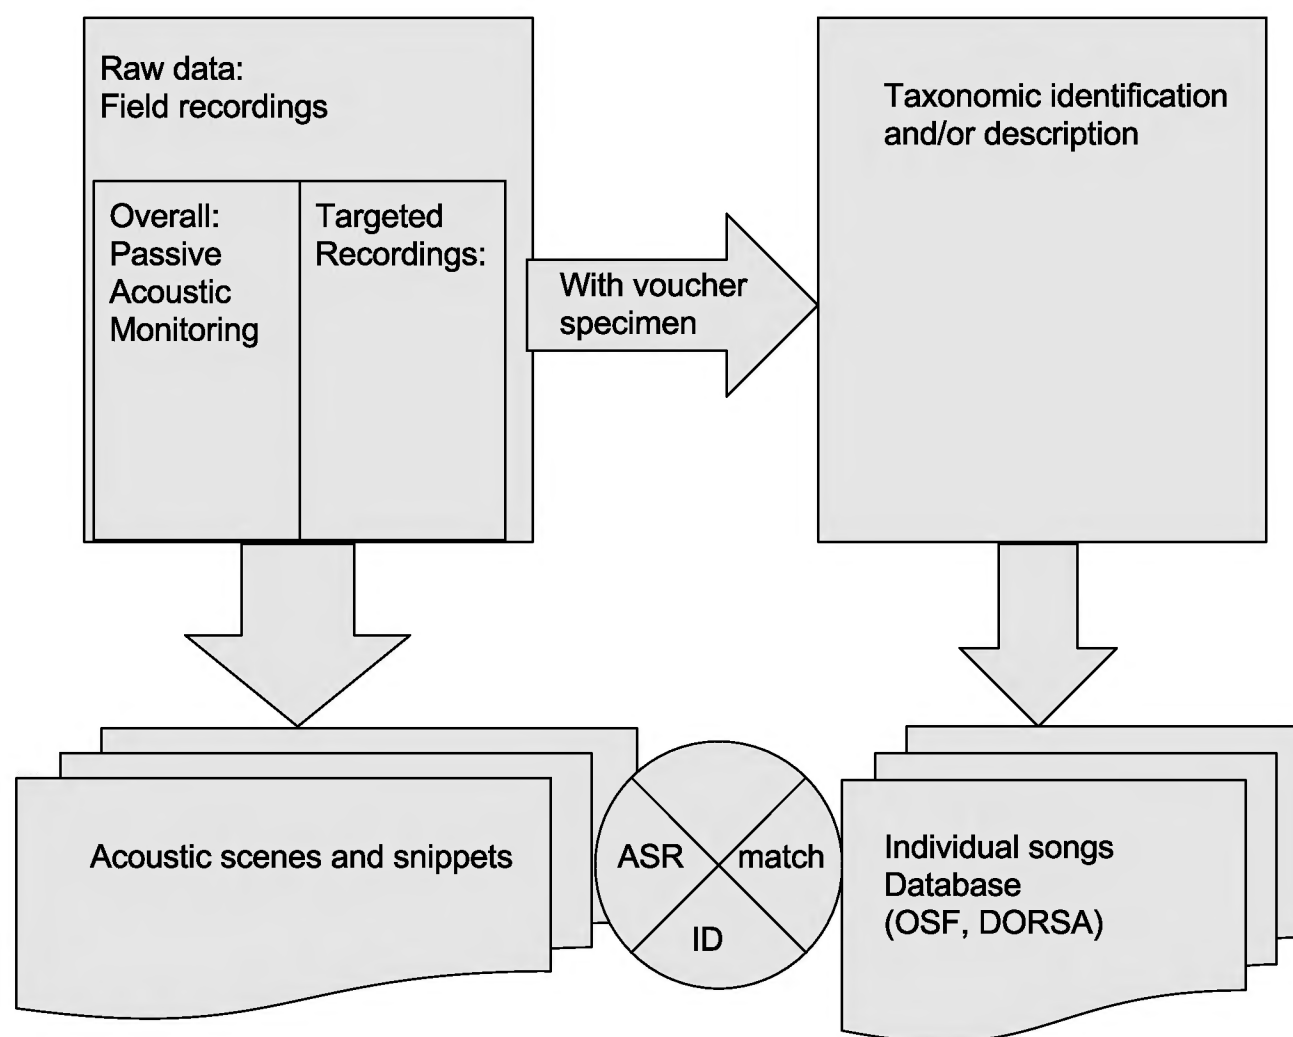 Raw data:
Field recordings
Overall:
Passive
Acoustic
Monitoring
Targeted
Recordings:
With voucher
specimen
Taxonomic identification
and/or description
Acoustic scenes and snippets
ASR
match
ID
Individual songs
Database
(OSF, DORSA)